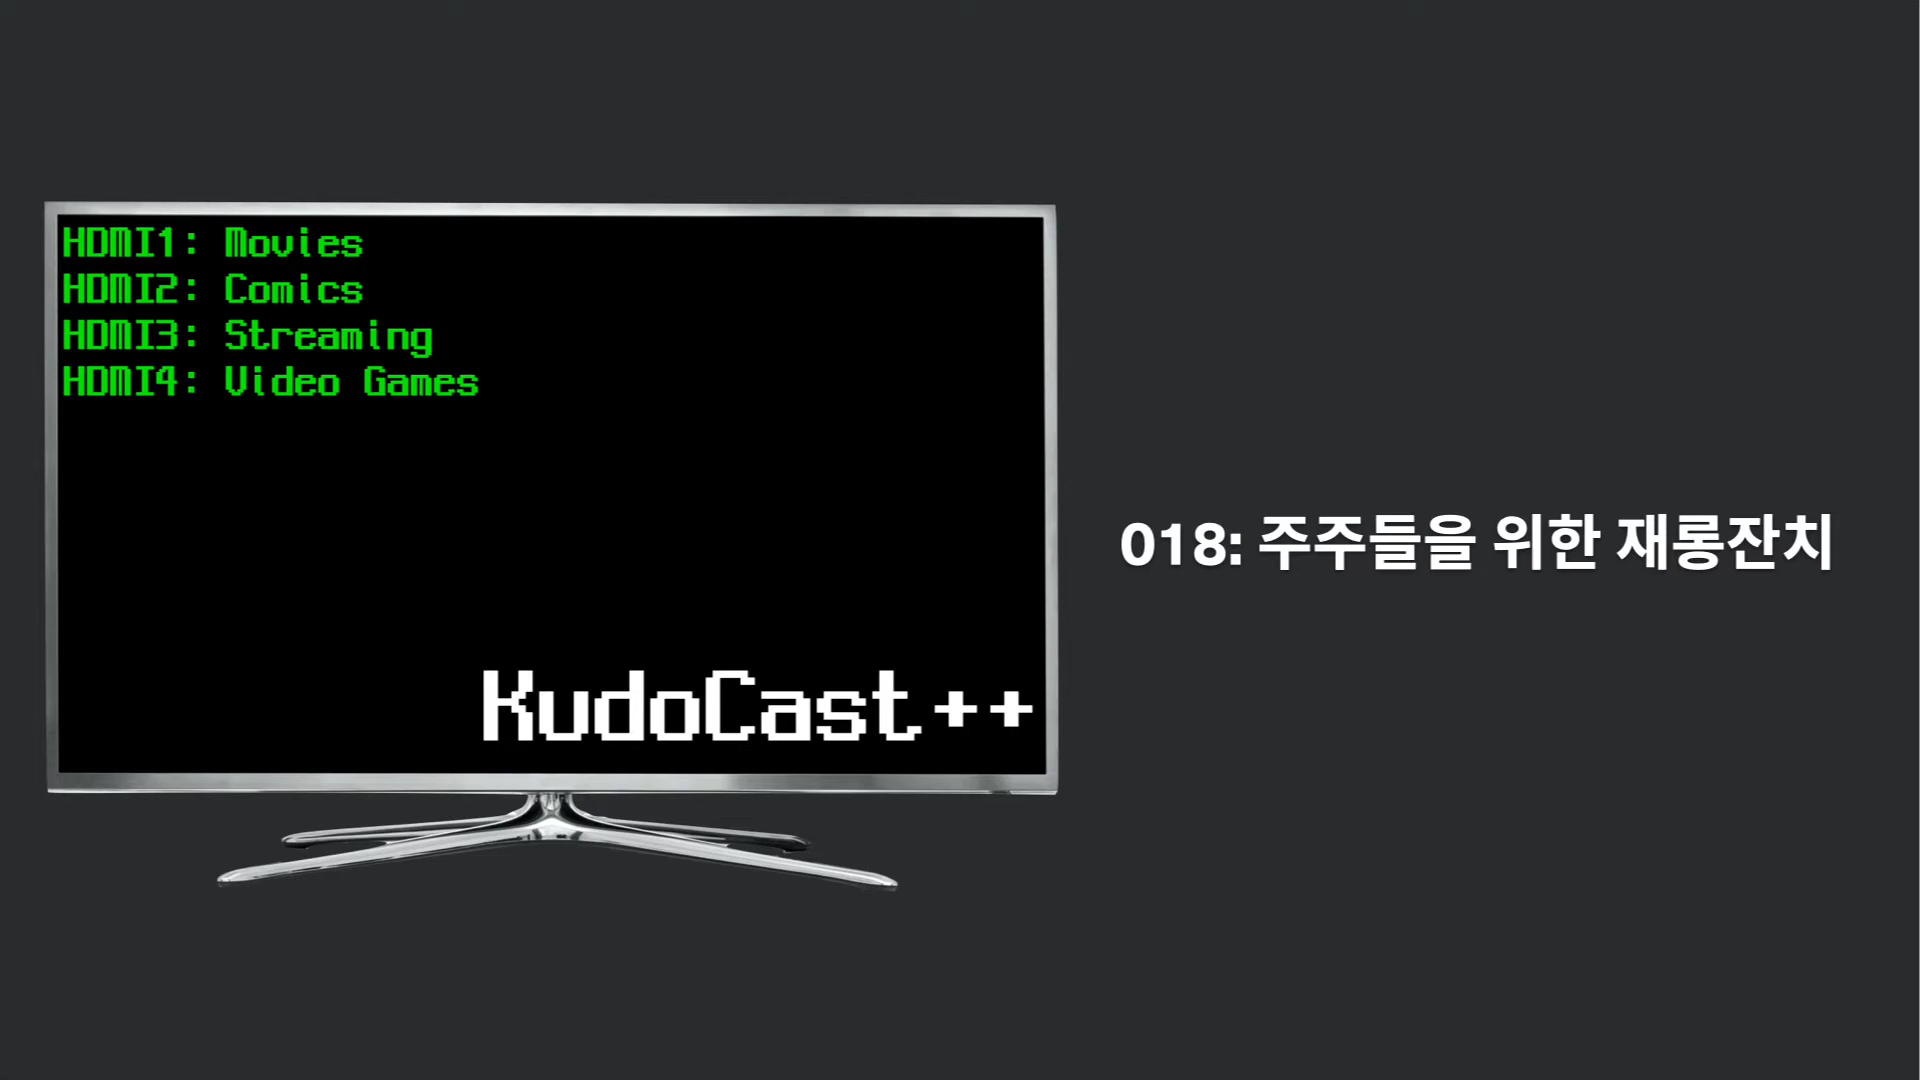 HDMI1: Movies
HDMI2: Comics
HDMI3: Streaming
HDMI4: Video Games
KudoCast++
018: 주주들을 위한 재롱잔치